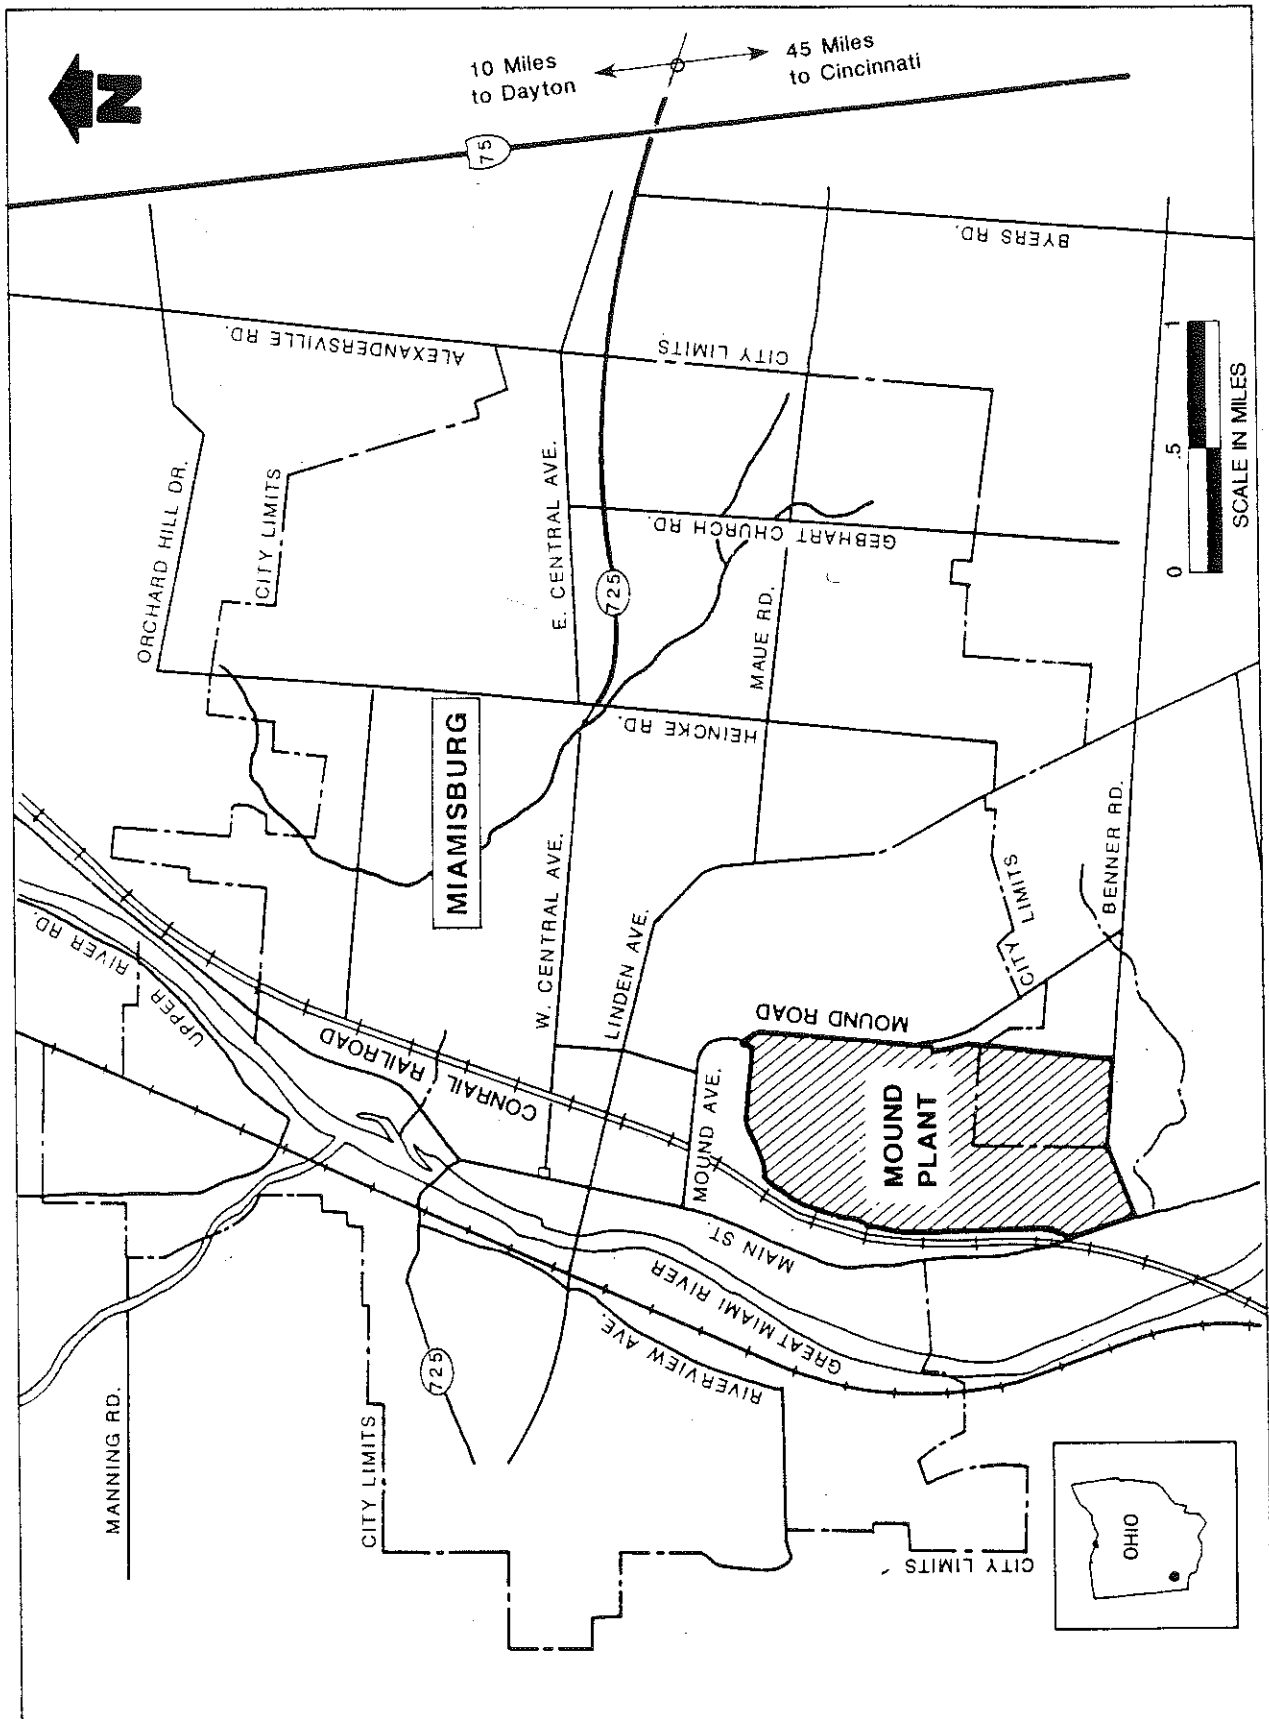 N
10 Miles
to Dayton
45 Miles
to Cincinnati
75
ORCHARD HILL DR.
ALEXANDERSVILLE RD.
BYERS RD.
CITY LIMITS
CITY LIMITS
E. CENTRAL AVE.
725
GEBHART CHURCH RD.
MAUE RD.
HEINCKE RD.
0 .5 1
SCALE IN MILES
MIAMISBURG
W. CENTRAL AVE.
LINDEN AVE.
BENNER RD.
CITY LIMITS
UPPER RIVER RD.
CONRAIL RAILROAD
MOUND ROAD
MOUND AVE.
MOUND
PLANT
MAIN ST.
GREAT MIAMI RIVER
RIVERVIEW AVE.
725
MANNING RD.
CITY LIMITS
CITY LIMITS
OHIO